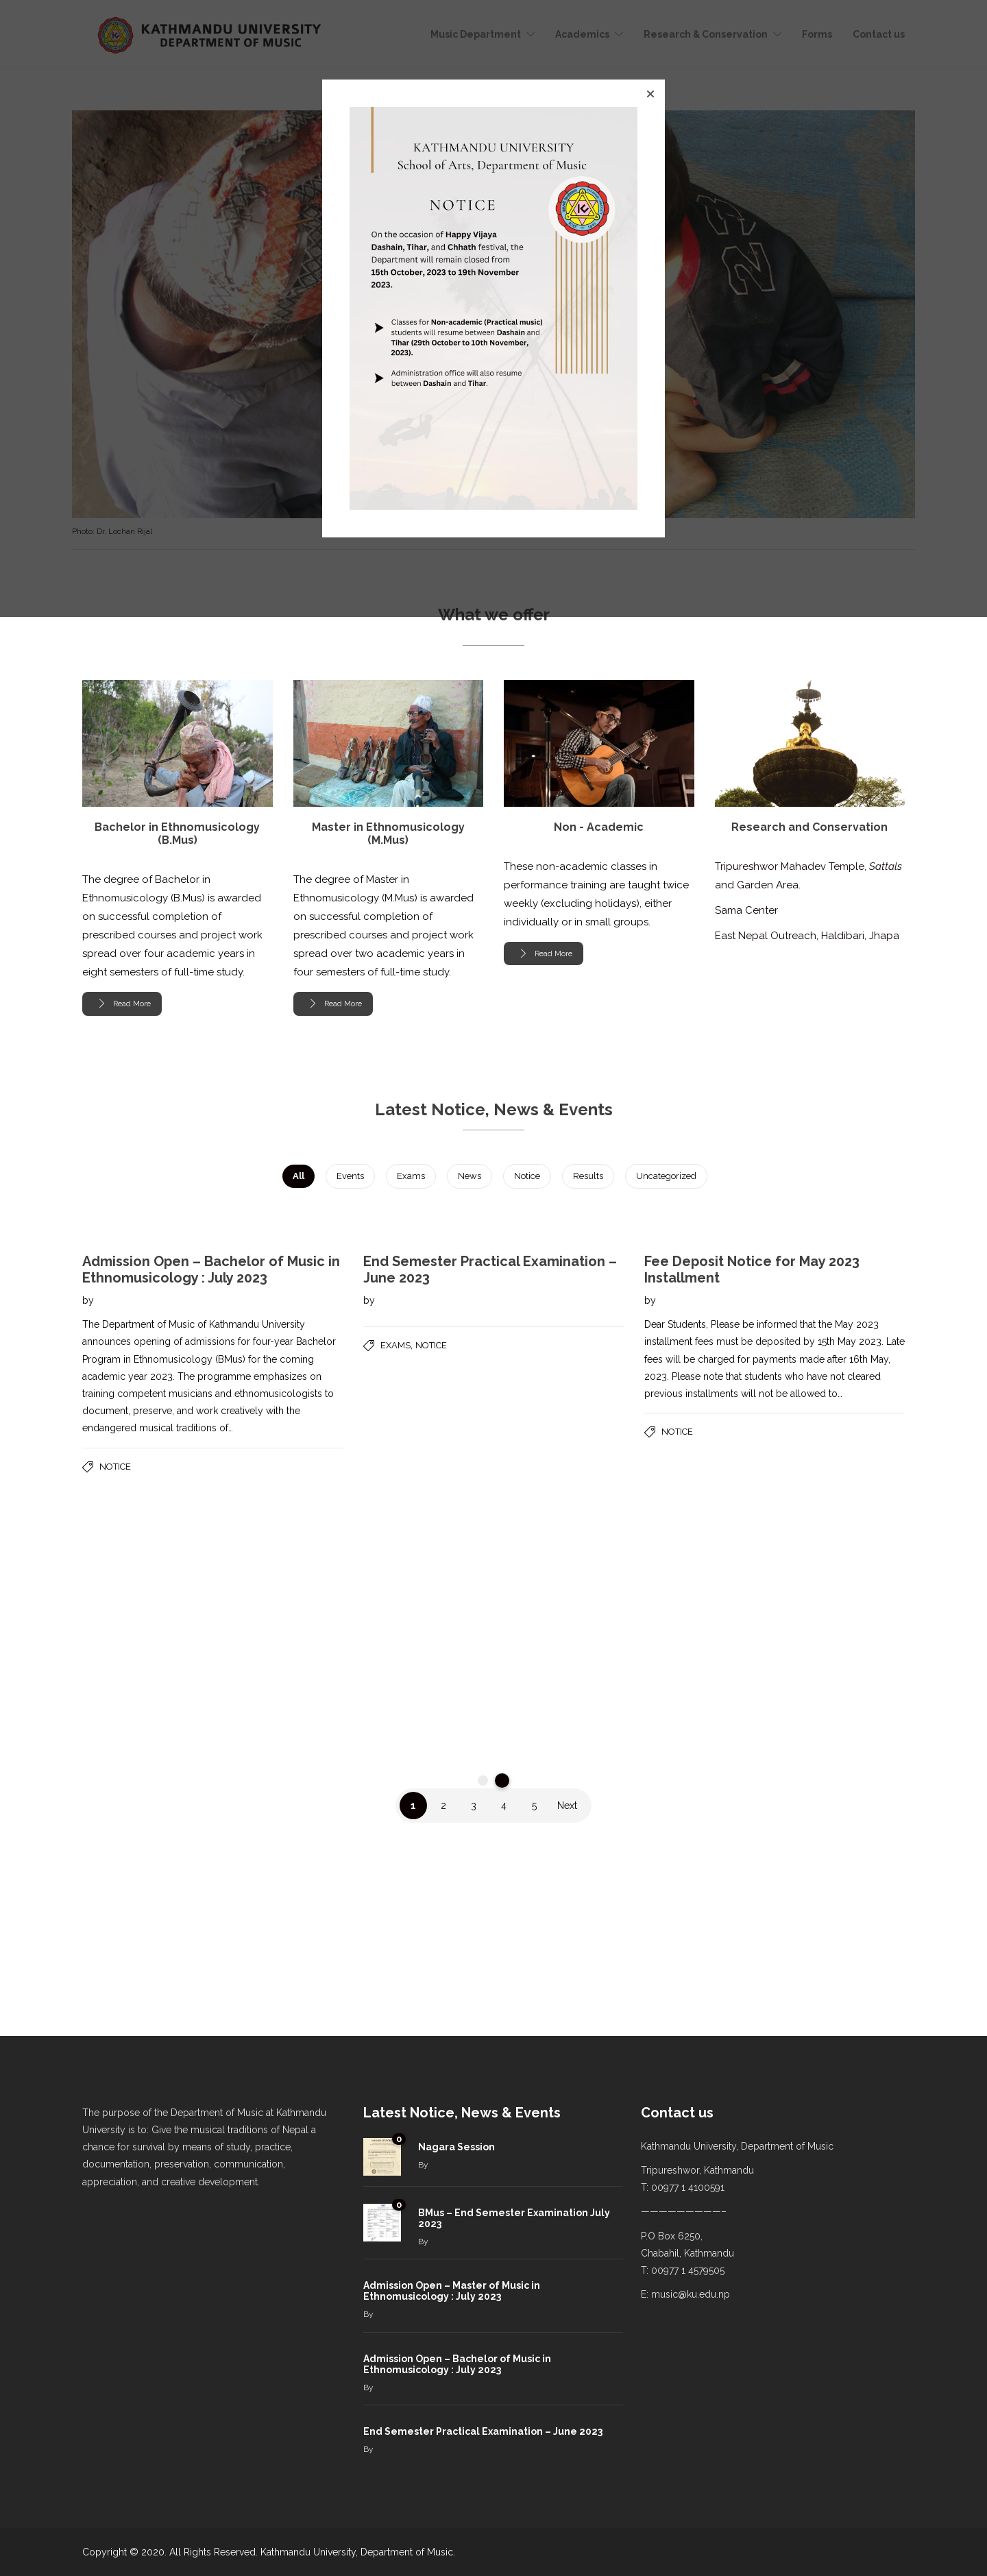 KATHMANDU UNIVERSITY
DEPARTMENT OF MUSIC
Music Department
Academics
Research & Conservation
Forms
Contact us
KATHMANDU UNIVERSITY
School of Arts, Department of Music
NOTICE
On the occasion of Happy Vijaya
Dashain, Tihar, and Chhath festival, the
Department will remain closed from
15th October, 2023 to 19th November
2023.
Classes for Non-academic (Practical music)
students will resume between Dashain and
Tihar (29th October to 10th November,
2023).
Administration office will also resume
between Dashain and Tihar.
Photo: Dr. Lochan Rijal
What we offer
Bachelor in Ethnomusicology
(B.Mus)
The degree of Bachelor in
Ethnomusicology (B.Mus) is awarded
on successful completion of
prescribed courses and project work
spread over four academic years in
eight semesters of full-time study.
Read More
Master in Ethnomusicology
(M.Mus)
The degree of Master in
Ethnomusicology (M.Mus) is awarded
on successful completion of
prescribed courses and project work
spread over two academic years in
four semesters of full-time study.
Read More
Non - Academic
These non-academic classes in
performance training are taught twice
weekly (excluding holidays), either
individually or in small groups.
Read More
Research and Conservation
Tripureshwor Mahadev Temple, Sattals
and Garden Area.
Sama Center
East Nepal Outreach, Haldibari, Jhapa
Latest Notice, News & Events
All
Events
Exams
News
Notice
Results
Uncategorized
Admission Open – Bachelor of Music in
Ethnomusicology : July 2023
by
The Department of Music of Kathmandu University
announces opening of admissions for four-year Bachelor
Program in Ethnomusicology (BMus) for the coming
academic year 2023. The programme emphasizes on
training competent musicians and ethnomusicologists to
document, preserve, and work creatively with the
endangered musical traditions of…
NOTICE
End Semester Practical Examination –
June 2023
by
EXAMS, NOTICE
Fee Deposit Notice for May 2023
Installment
by
Dear Students, Please be informed that the May 2023
installment fees must be deposited by 15th May 2023. Late
fees will be charged for payments made after 16th May,
2023. Please note that students who have not cleared
previous installments will not be allowed to…
NOTICE
1
2
3
4
5
Next
The purpose of the Department of Music at Kathmandu
University is to: Give the musical traditions of Nepal a
chance for survival by means of study, practice,
documentation, preservation, communication,
appreciation, and creative development.
Latest Notice, News & Events
0
Nagara Session
By
0
BMus – End Semester Examination July
2023
By
Admission Open – Master of Music in
Ethnomusicology : July 2023
By
Admission Open – Bachelor of Music in
Ethnomusicology : July 2023
By
End Semester Practical Examination – June 2023
By
Contact us
Kathmandu University, Department of Music
Tripureshwor, Kathmandu
T: 00977 1 4100591
—————————–
P.O Box 6250,
Chabahil, Kathmandu
T: 00977 1 4579505
E: music@ku.edu.np
Copyright © 2020. All Rights Reserved. Kathmandu University, Department of Music.